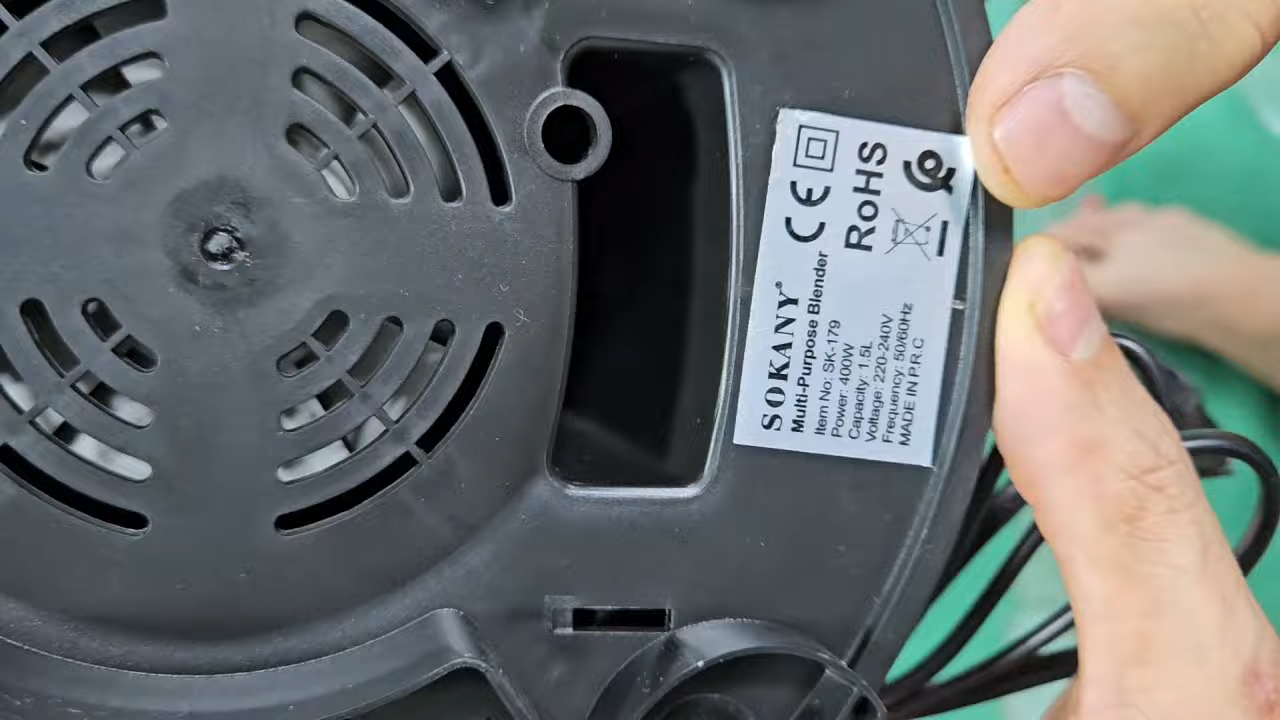 CE
RoHS
SOKANY®
Multi-Purpose Blender
Item No: SK-179
Power: 400W
Capacity: 1.5L
Voltage: 220-240V
Frequency: 50/60Hz
MADE IN P.R.C